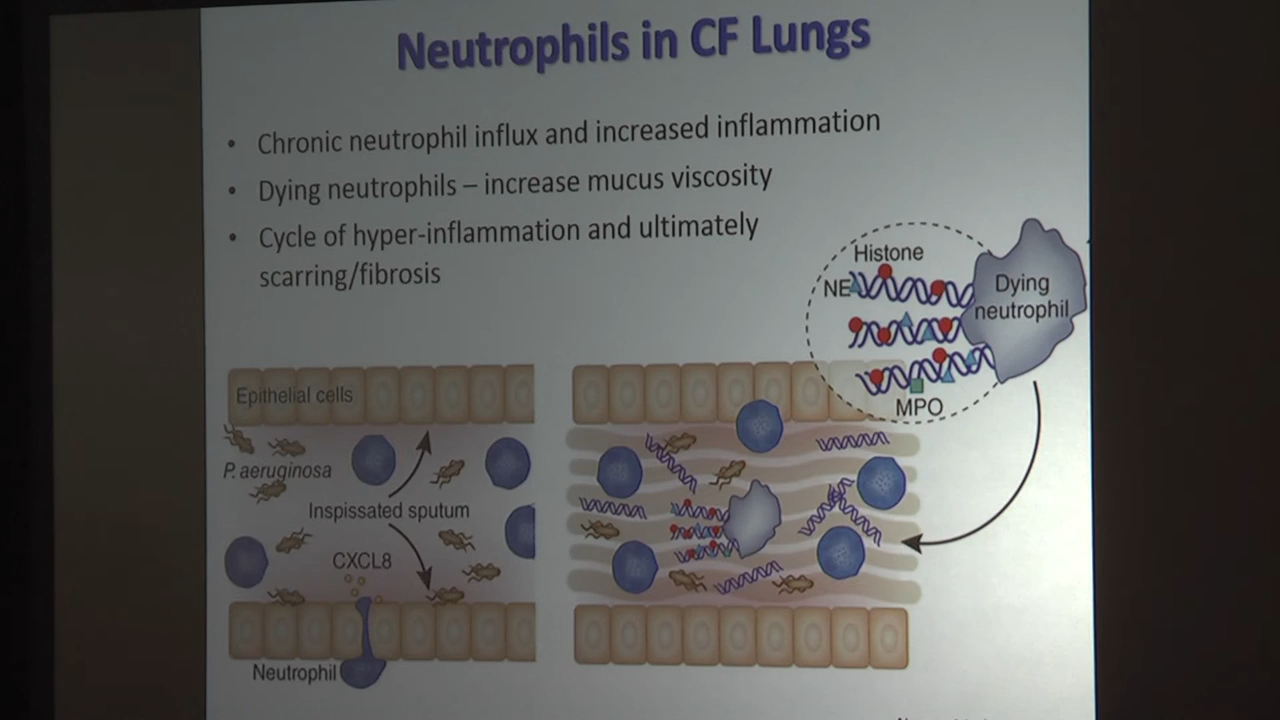 Neutrophils in CF Lungs
• Chronic neutrophil influx and increased inflammation
• Dying neutrophils – increase mucus viscosity
• Cycle of hyper-inflammation and ultimately
scarring/fibrosis
Histone
NE
Dying
neutrophil
MPO
Epithelial cells
P. aeruginosa
Inspissated sputum
CXCL8
Neutrophil